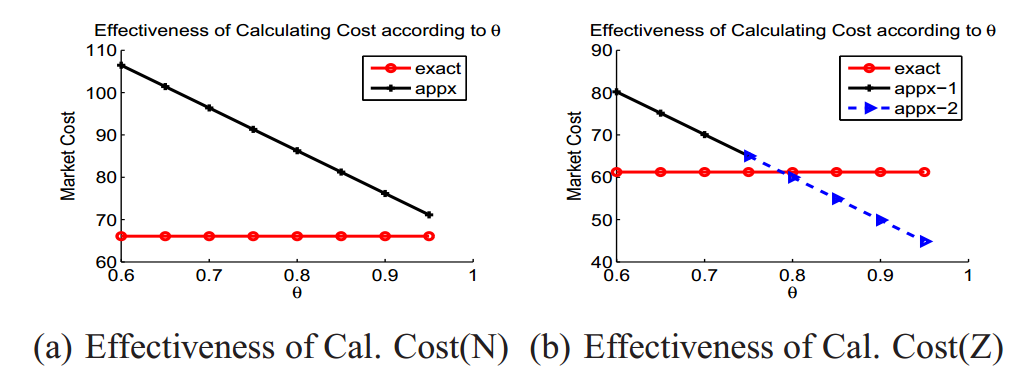 Effectiveness of Calculating Cost according to θ
110
100
90
80
70
60
Market Cost
exact
appx
0.6 0.7 0.8 0.9 1
θ
(a) Effectiveness of Cal. Cost(N)
Effectiveness of Calculating Cost according to θ
90
80
70
60
50
40
Market Cost
exact
appx−1
appx−2
0.6 0.7 0.8 0.9 1
θ
(b) Effectiveness of Cal. Cost(Z)